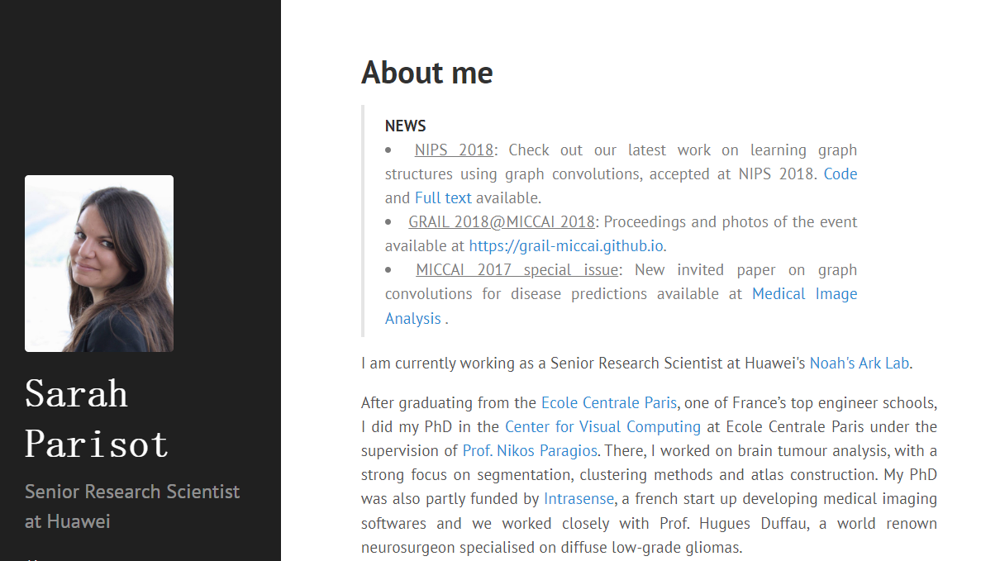 Sarah
Parisot
Senior Research Scientist
at Huawei
About me
NEWS
• NIPS 2018: Check out our latest work on learning graph
structures using graph convolutions, accepted at NIPS 2018. Code
and Full text available.
• GRAIL 2018@MICCAI 2018: Proceedings and photos of the event
available at https://grail-miccai.github.io.
• MICCAI 2017 special issue: New invited paper on graph
convolutions for disease predictions available at Medical Image
Analysis .
I am currently working as a Senior Research Scientist at Huawei's Noah's Ark Lab.
After graduating from the Ecole Centrale Paris, one of France’s top engineer schools,
I did my PhD in the Center for Visual Computing at Ecole Centrale Paris under the
supervision of Prof. Nikos Paragios. There, I worked on brain tumour analysis, with a
strong focus on segmentation, clustering methods and atlas construction. My PhD
was also partly funded by Intrasense, a french start up developing medical imaging
softwares and we worked closely with Prof. Hugues Duffau, a world renown
neurosurgeon specialised on diffuse low-grade gliomas.